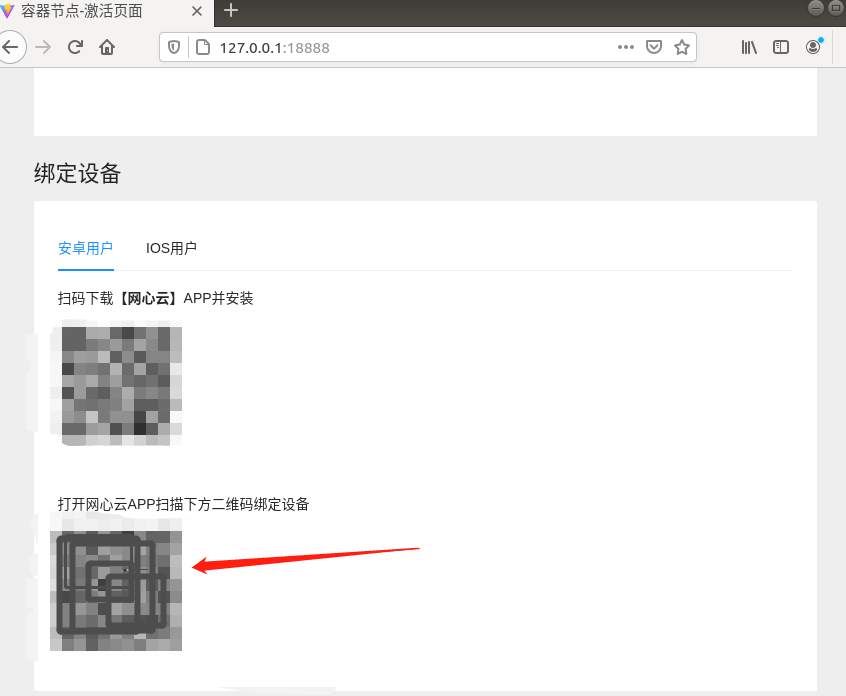 容器节点-激活页面
127.0.0.1:18888
绑定设备
安卓用户 IOS用户
扫码下载【网心云】APP并安装
打开网心云APP扫描下方二维码绑定设备